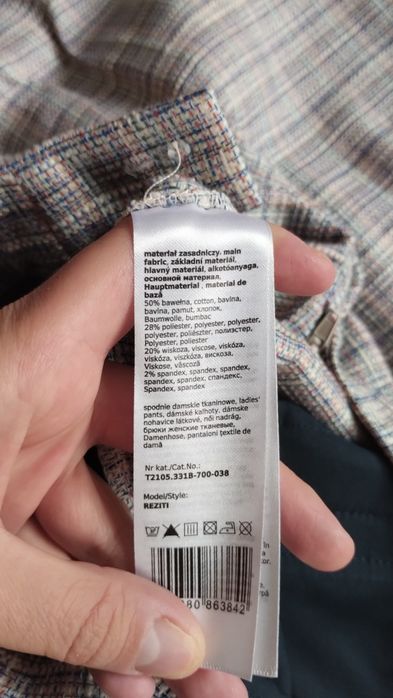 materiał zasadniczy, main
fabric, základní materiál,
hlavný materiál, alkotóanyaga,
основной материал,
Hauptmaterial, material de
bază
50% bawełna, cotton, bavlna,
bavlna, pamut, хлопок,
Baumwolle, bumbac
28% poliester, polyester, polyester,
polyester, poliészter, полиэстер,
Polyester, poliester
20% wiskoza, viscose, viskóza,
viskóza, viszkóza, вискоза,
Viskose, vâscoză
2% spandex, spandex, spandex,
spandex, spandex, спандекс,
Spandex, spandex
spodnie damskie tkaninowe, ladies'
pants, dámské kalhoty, dámske
nohavice látkové, női nadrág,
брюки женские тканевые,
Damenhose, pantaloni textile de
damă
Nr kat./Cat.No.:
T2105.331B-700-038
Model/Style:
REZITI
80 863842